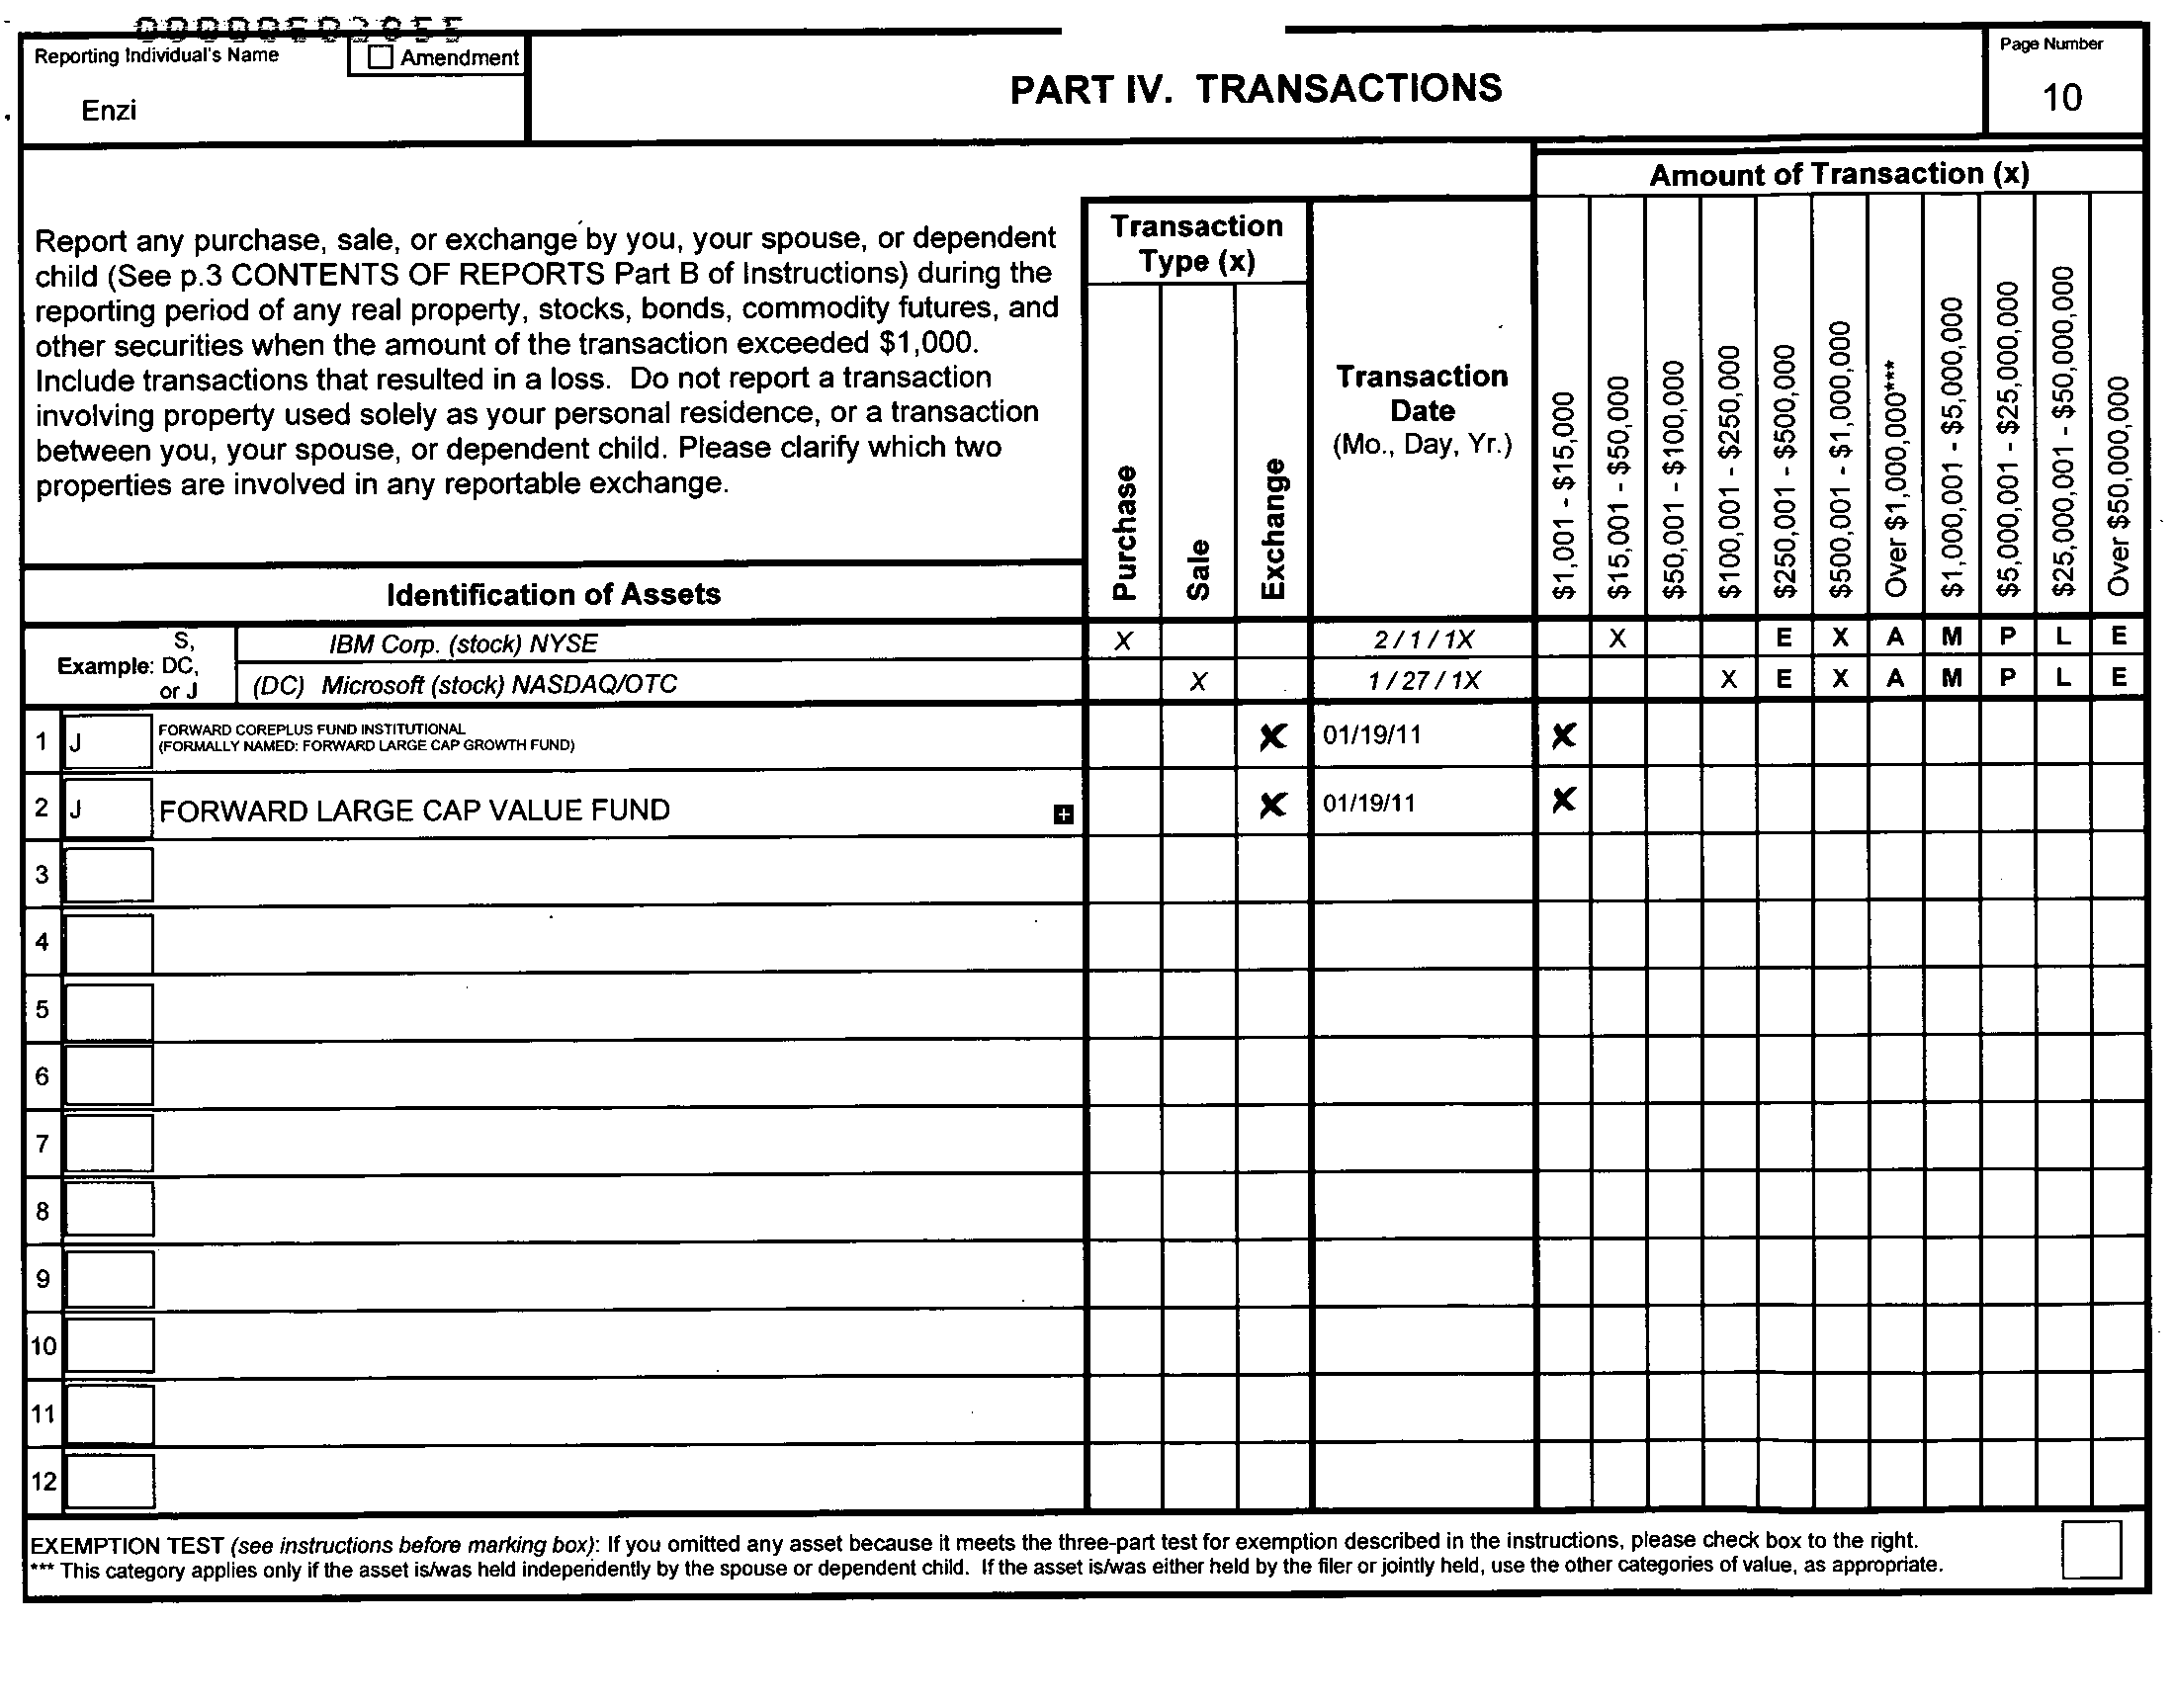 Reporting Individual's Name
Amendment
Enzi
PART IV. TRANSACTIONS
Page Number
10
Report any purchase, sale, or exchange by you, your spouse, or dependent
child (See p.3 CONTENTS OF REPORTS Part B of Instructions) during the
reporting period of any real property, stocks, bonds, commodity futures, and
other securities when the amount of the transaction exceeded $1,000.
Include transactions that resulted in a loss. Do not report a transaction
involving property used solely as your personal residence, or a transaction
between you, your spouse, or dependent child. Please clarify which two
properties are involved in any reportable exchange.
Identification of Assets
Transaction
Type (x)
Purchase
Sale
Exchange
Transaction
Date
(Mo., Day, Yr.)
Amount of Transaction (x)
$1,001 - $15,000
$15,001 - $50,000
$50,001 - $100,000
$100,001 - $250,000
$250,001 - $500,000
$500,001 - $1,000,000
Over $1,000,000***
$1,000,001 - $5,000,000
$5,000,001 - $25,000,000
$25,000,001 - $50,000,000
Over $50,000,000
Example:
S,
DC,
or J
IBM Corp. (stock) NYSE X 2 / 1 / 1X X E X A M P L E
(DC) Microsoft (stock) NASDAQ/OTC X 1 / 27 / 1X X E X A M P L E
1 J FORWARD COREPLUS FUND INSTITUTIONAL
(FORMALLY NAMED: FORWARD LARGE CAP GROWTH FUND) X 01/19/11 X
2 J FORWARD LARGE CAP VALUE FUND + X 01/19/11 X
3
4
5
6
7
8
9
10
11
12
EXEMPTION TEST (see instructions before marking box): If you omitted any asset because it meets the three-part test for exemption described in the instructions, please check box to the right.
*** This category applies only if the asset is/was held independently by the spouse or dependent child. If the asset is/was either held by the filer or jointly held, use the other categories of value, as appropriate.